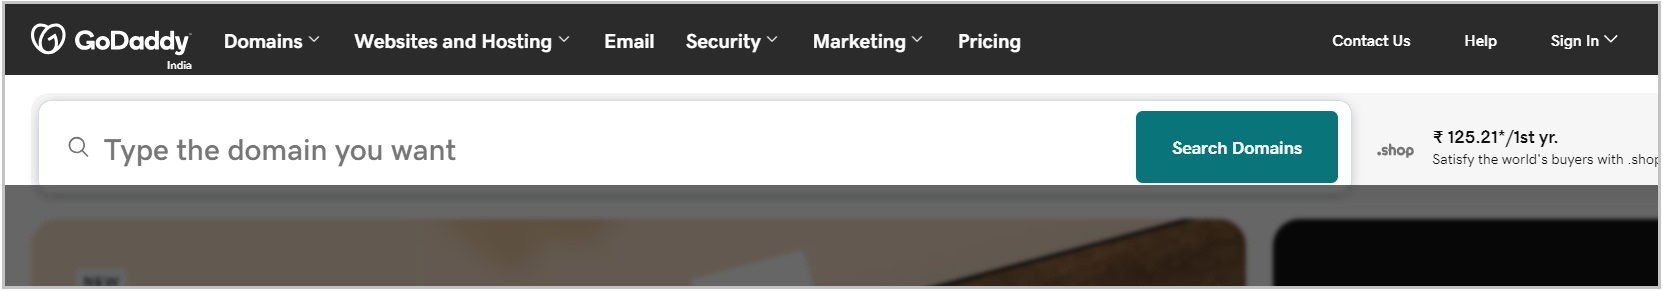 GoDaddy Domains Websites and Hosting Email Security Marketing Pricing Contact Us Help Sign In
India
Type the domain you want Search Domains .shop ₹ 125.21*/1st yr.
Satisfy the world's buyers with .shop
NEW